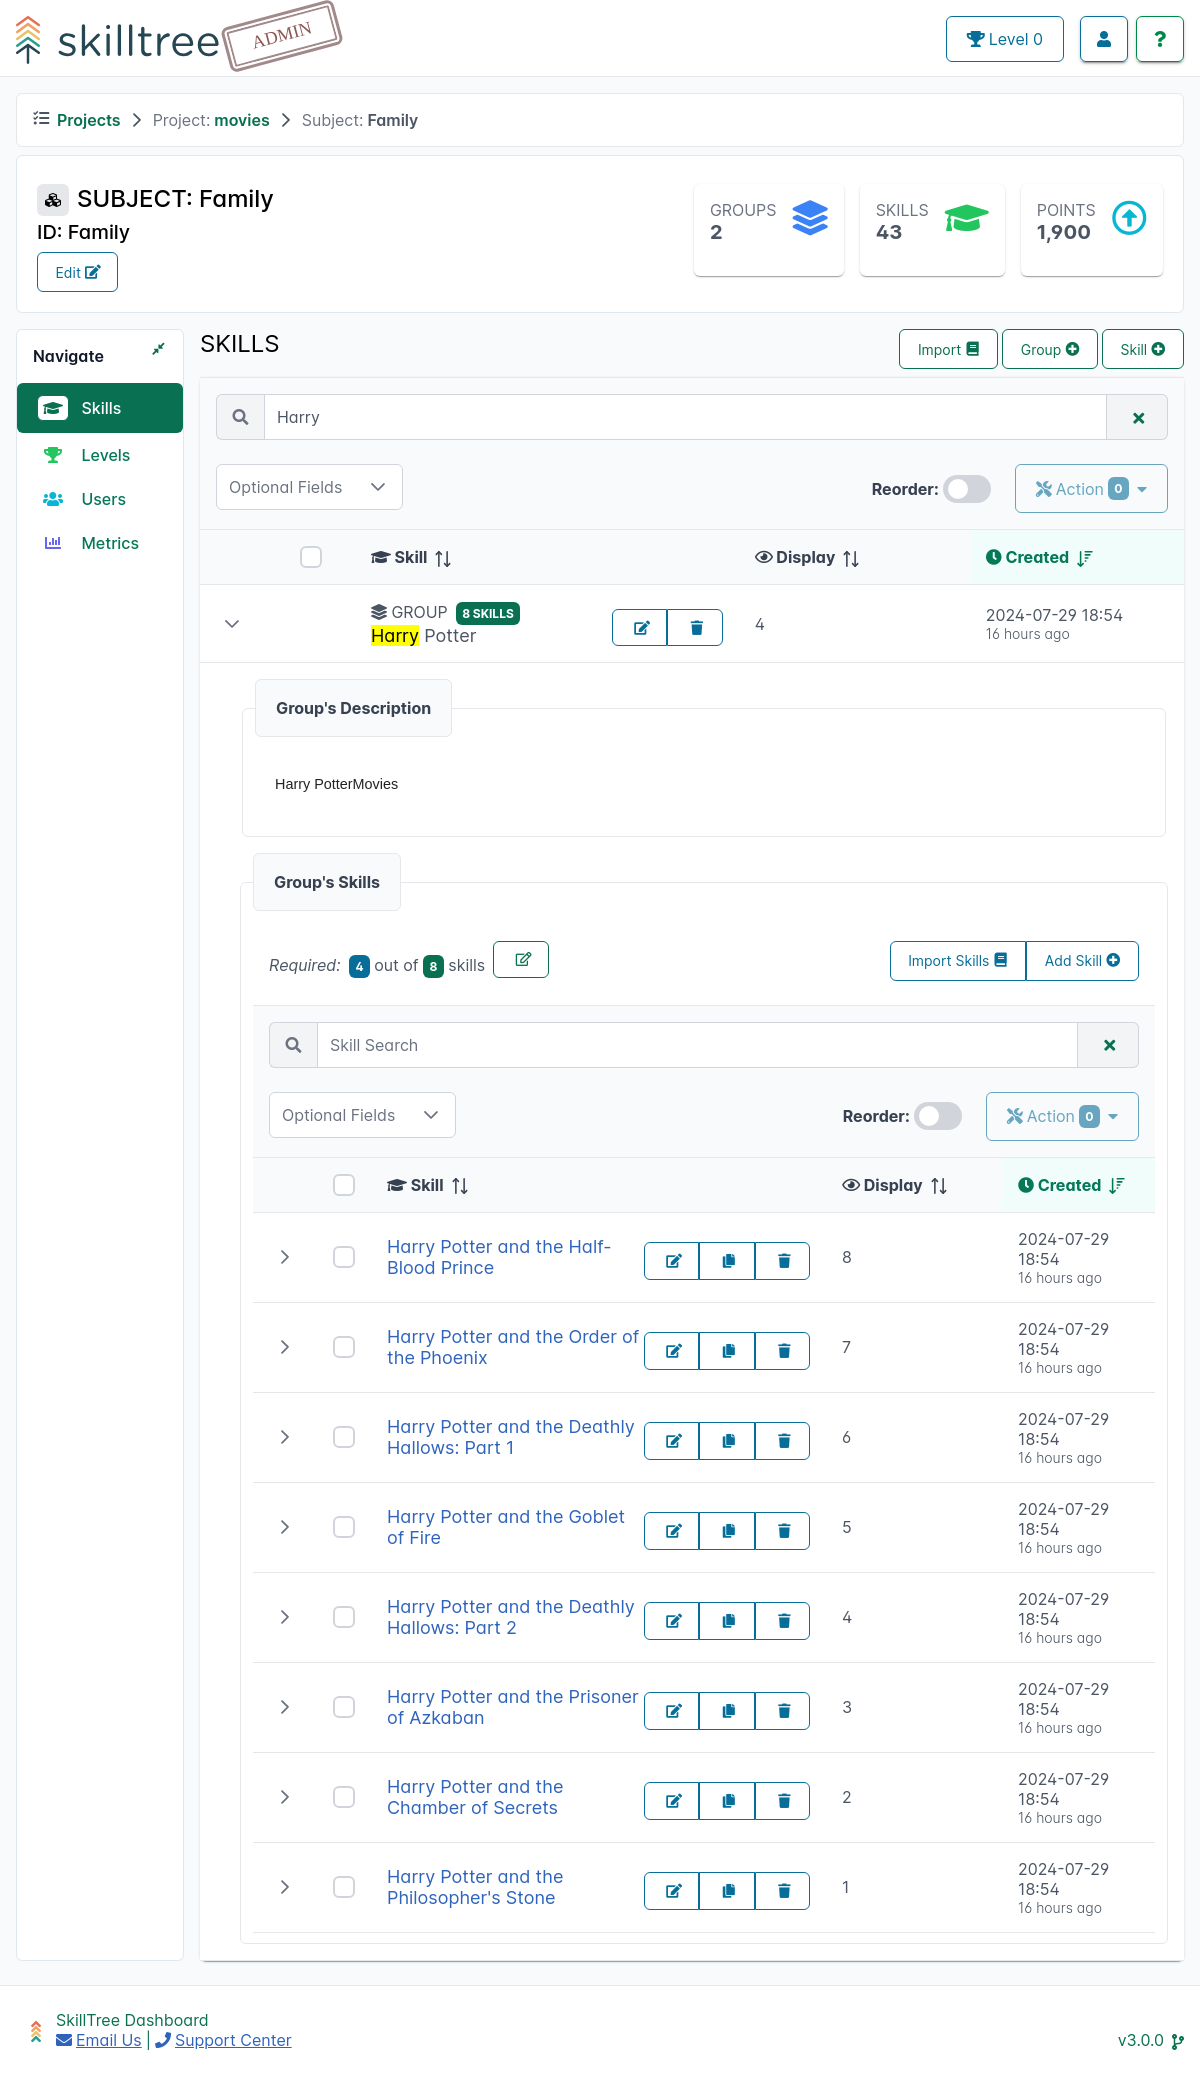 skilltree ADMIN
Level 0
?
Projects > Project: movies > Subject: Family
SUBJECT: Family
ID: Family
Edit
GROUPS
2
SKILLS
43
POINTS
1,900
Navigate
Skills
Levels
Users
Metrics
SKILLS
Import
Group
Skill
Harry
Optional Fields
Reorder:
Action 0
Skill
Display
Created
GROUP 8 SKILLS
Harry Potter
4
2024-07-29 18:54
16 hours ago
Group's Description
Harry PotterMovies
Group's Skills
Required: 4 out of 8 skills
Import Skills
Add Skill
Skill Search
Optional Fields
Reorder:
Action 0
Skill
Display
Created
Harry Potter and the Half-
Blood Prince
8
2024-07-29
18:54
16 hours ago
Harry Potter and the Order of
the Phoenix
7
2024-07-29
18:54
16 hours ago
Harry Potter and the Deathly
Hallows: Part 1
6
2024-07-29
18:54
16 hours ago
Harry Potter and the Goblet
of Fire
5
2024-07-29
18:54
16 hours ago
Harry Potter and the Deathly
Hallows: Part 2
4
2024-07-29
18:54
16 hours ago
Harry Potter and the Prisoner
of Azkaban
3
2024-07-29
18:54
16 hours ago
Harry Potter and the
Chamber of Secrets
2
2024-07-29
18:54
16 hours ago
Harry Potter and the
Philosopher's Stone
1
2024-07-29
18:54
16 hours ago
SkillTree Dashboard
Email Us | Support Center
v3.0.0